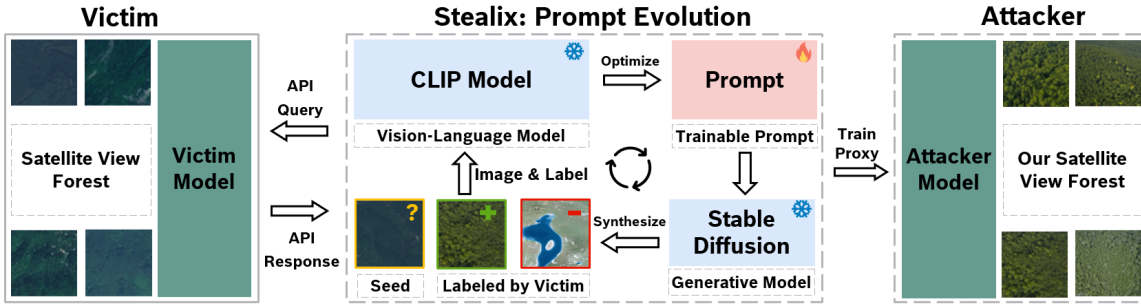 Victim
Satellite View
Forest
Victim
Model
API
Query
API
Response
Stealix: Prompt Evolution
CLIP Model
Vision-Language Model
Optimize
Prompt
Trainable Prompt
Image & Label
?
+
-
Seed
Labeled by Victim
Synthesize
Stable
Diffusion
Generative Model
Train
Proxy
Attacker
Attacker
Model
Our Satellite
View Forest